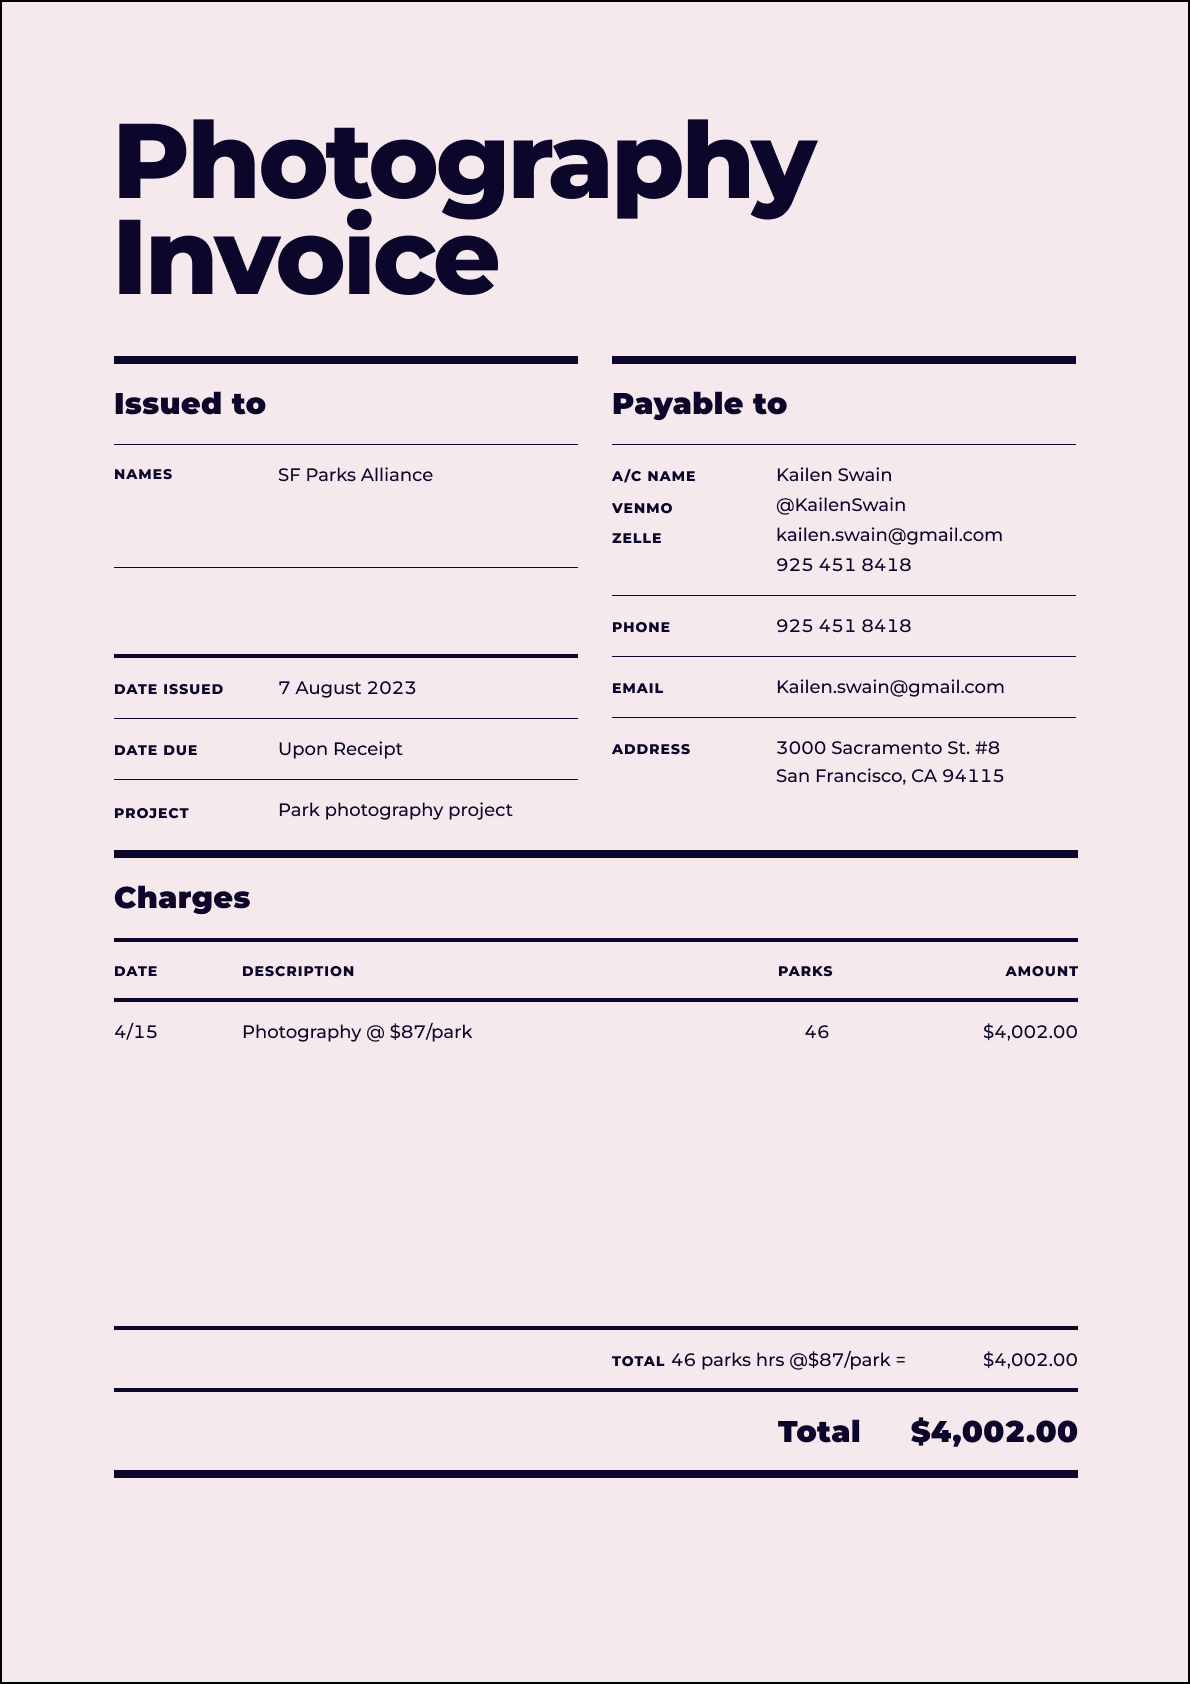 Photography
Invoice
Issued to
NAMES SF Parks Alliance
DATE ISSUED 7 August 2023
DATE DUE Upon Receipt
PROJECT Park photography project
Payable to
A/C NAME Kailen Swain
VENMO @KailenSwain
ZELLE kailen.swain@gmail.com
925 451 8418
PHONE 925 451 8418
EMAIL Kailen.swain@gmail.com
ADDRESS 3000 Sacramento St. #8
San Francisco, CA 94115
Charges
DATE DESCRIPTION PARKS AMOUNT
4/15 Photography @ $87/park 46 $4,002.00
TOTAL 46 parks hrs @$87/park = $4,002.00
Total $4,002.00